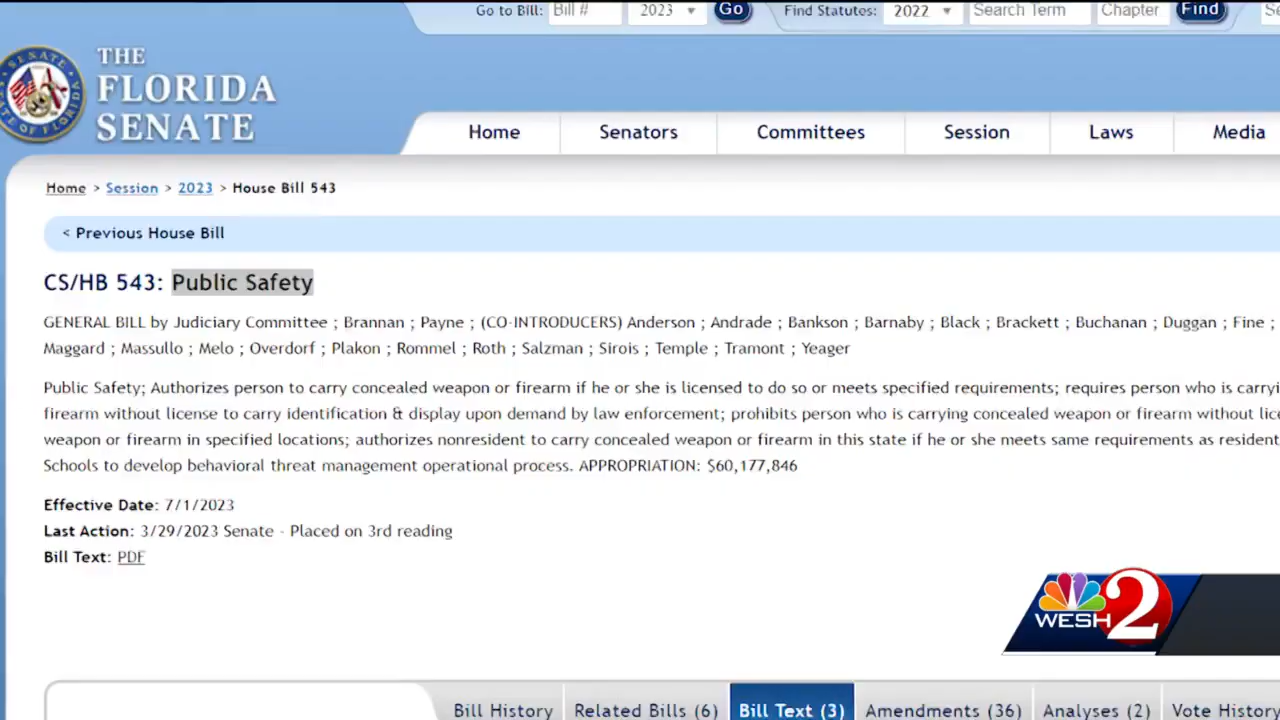 Go to Bill: Bill # 2023 Go Find Statutes: 2022 Search Term Chapter Find
THE
FLORIDA
SENATE
Home Senators Committees Session Laws Media
Home > Session > 2023 > House Bill 543
< Previous House Bill
CS/HB 543: Public Safety
GENERAL BILL by Judiciary Committee ; Brannan ; Payne ; (CO-INTRODUCERS) Anderson ; Andrade ; Bankson ; Barnaby ; Black ; Brackett ; Buchanan ; Duggan ; Fine ;
Maggard ; Massullo ; Melo ; Overdorf ; Plakon ; Rommel ; Roth ; Salzman ; Sirois ; Temple ; Tramont ; Yeager
Public Safety; Authorizes person to carry concealed weapon or firearm if he or she is licensed to do so or meets specified requirements; requires person who is carryi
firearm without license to carry identification & display upon demand by law enforcement; prohibits person who is carrying concealed weapon or firearm without lice
weapon or firearm in specified locations; authorizes nonresident to carry concealed weapon or firearm in this state if he or she meets same requirements as resident
Schools to develop behavioral threat management operational process. APPROPRIATION: $60,177,846
Effective Date: 7/1/2023
Last Action: 3/29/2023 Senate - Placed on 3rd reading
Bill Text: PDF
WESH 2
Bill History Related Bills (6) Bill Text (3) Amendments (36) Analyses (2) Vote History